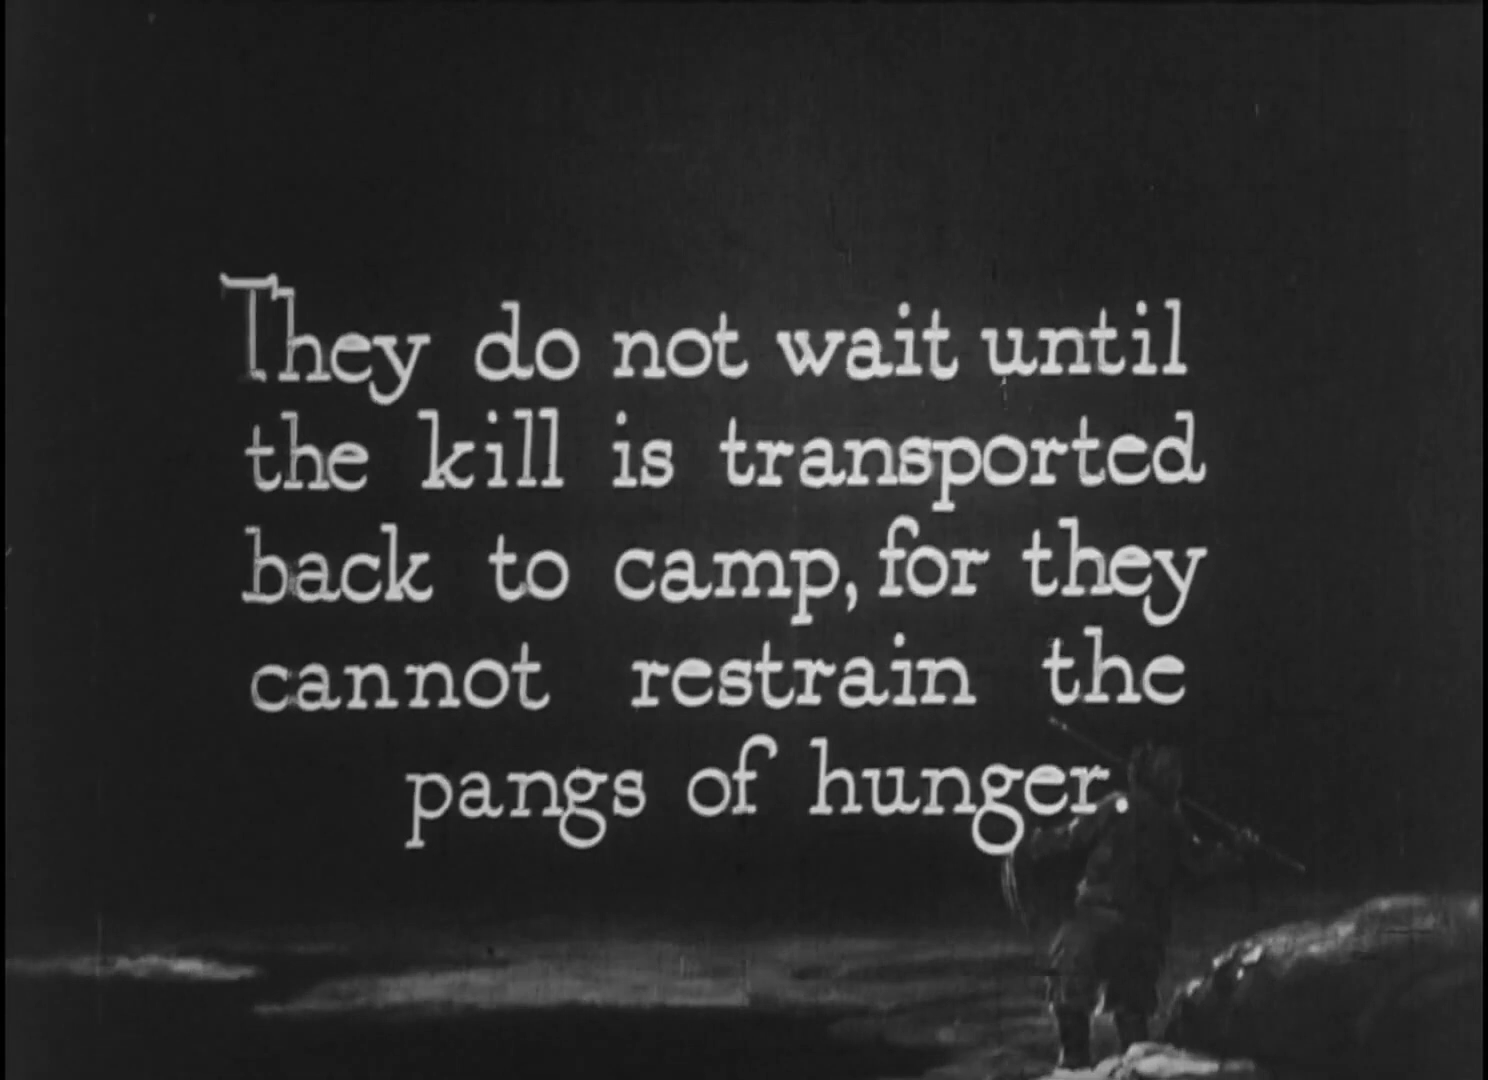 They do not wait until
the kill is transported
back to camp, for they
cannot restrain the
pangs of hunger.